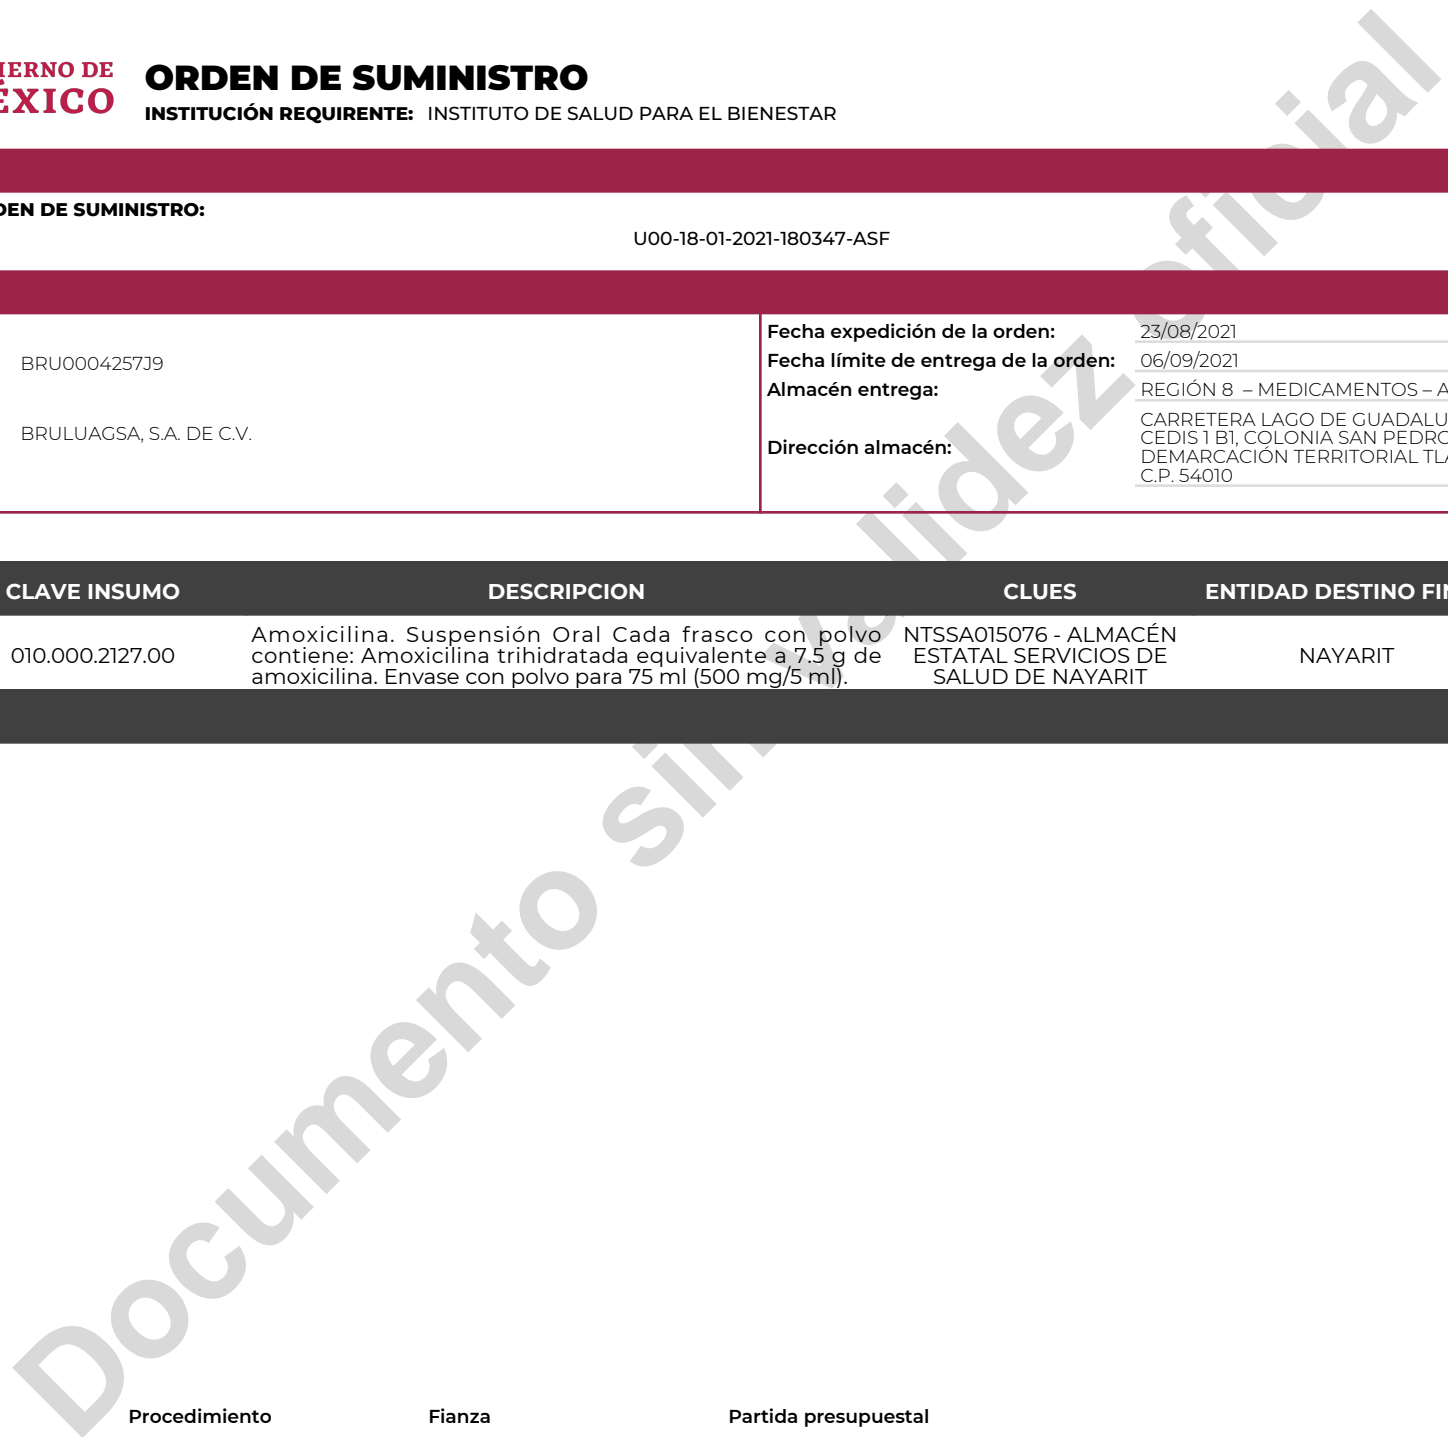 IERNO DE
ÉXICO
ORDEN DE SUMINISTRO
INSTITUCIÓN REQUIRENTE: INSTITUTO DE SALUD PARA EL BIENESTAR
DEN DE SUMINISTRO:
U00-18-01-2021-180347-ASF
BRU0004257J9
BRULUAGSA, S.A. DE C.V.
Fecha expedición de la orden: 23/08/2021
Fecha límite de entrega de la orden: 06/09/2021
Almacén entrega: REGIÓN 8 – MEDICAMENTOS – A
Dirección almacén:
CARRETERA LAGO DE GUADALU
CEDIS 1 B1, COLONIA SAN PEDRO
DEMARCACIÓN TERRITORIAL TLA
C.P. 54010
CLAVE INSUMO DESCRIPCION CLUES ENTIDAD DESTINO FIN
010.000.2127.00
Amoxicilina. Suspensión Oral Cada frasco con polvo
contiene: Amoxicilina trihidratada equivalente a 7.5 g de
amoxicilina. Envase con polvo para 75 ml (500 mg/5 ml).
NTSSA015076 - ALMACÉN
ESTATAL SERVICIOS DE
SALUD DE NAYARIT
NAYARIT
Documento sin validez oficial
Procedimiento Fianza Partida presupuestal